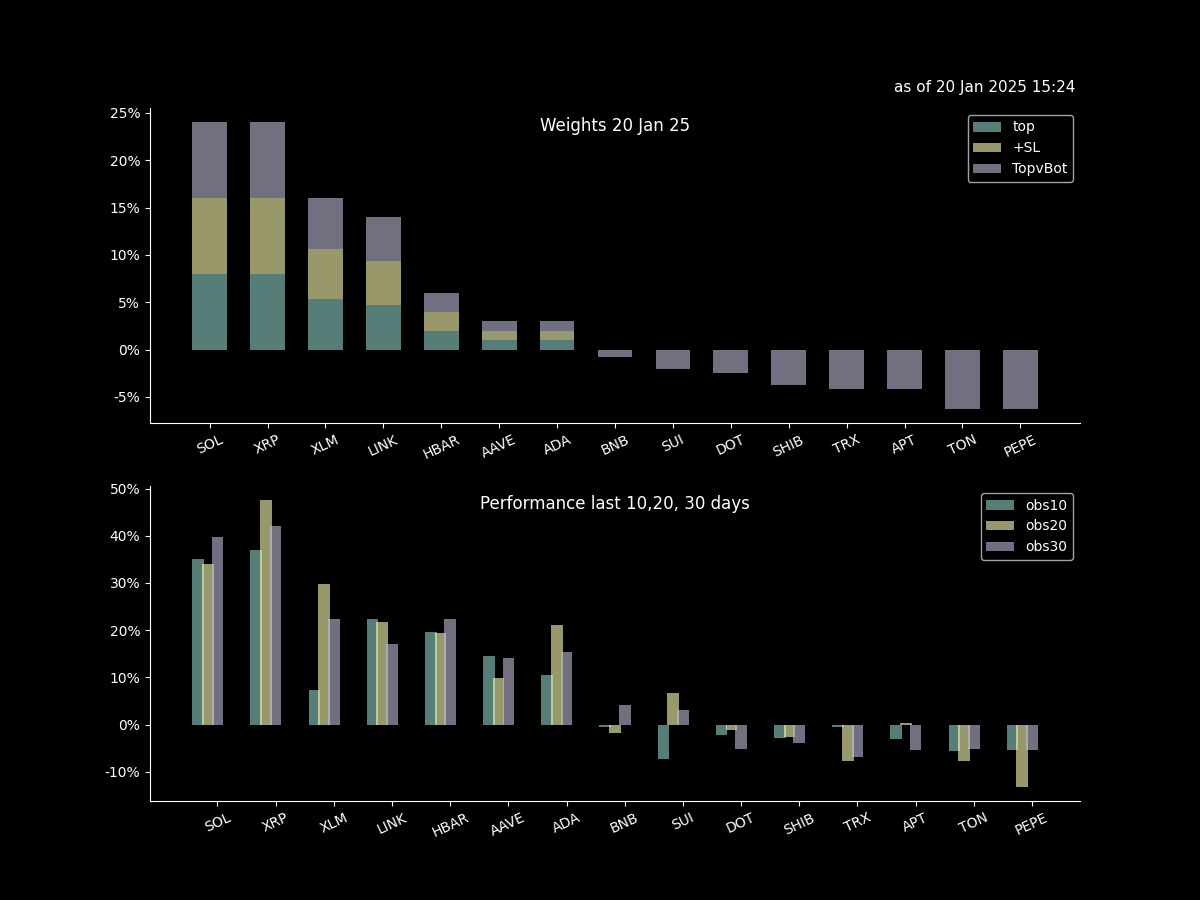 as of 20 Jan 2025 15:24
Weights 20 Jan 25
top
+SL
TopvBot
25%
20%
15%
10%
5%
0%
-5%
SOL XRP XLM LINK HBAR AAVE ADA BNB SUI DOT SHIB TRX APT TON PEPE
Performance last 10,20, 30 days
obs10
obs20
obs30
50%
40%
30%
20%
10%
0%
-10%
SOL XRP XLM LINK HBAR AAVE ADA BNB SUI DOT SHIB TRX APT TON PEPE